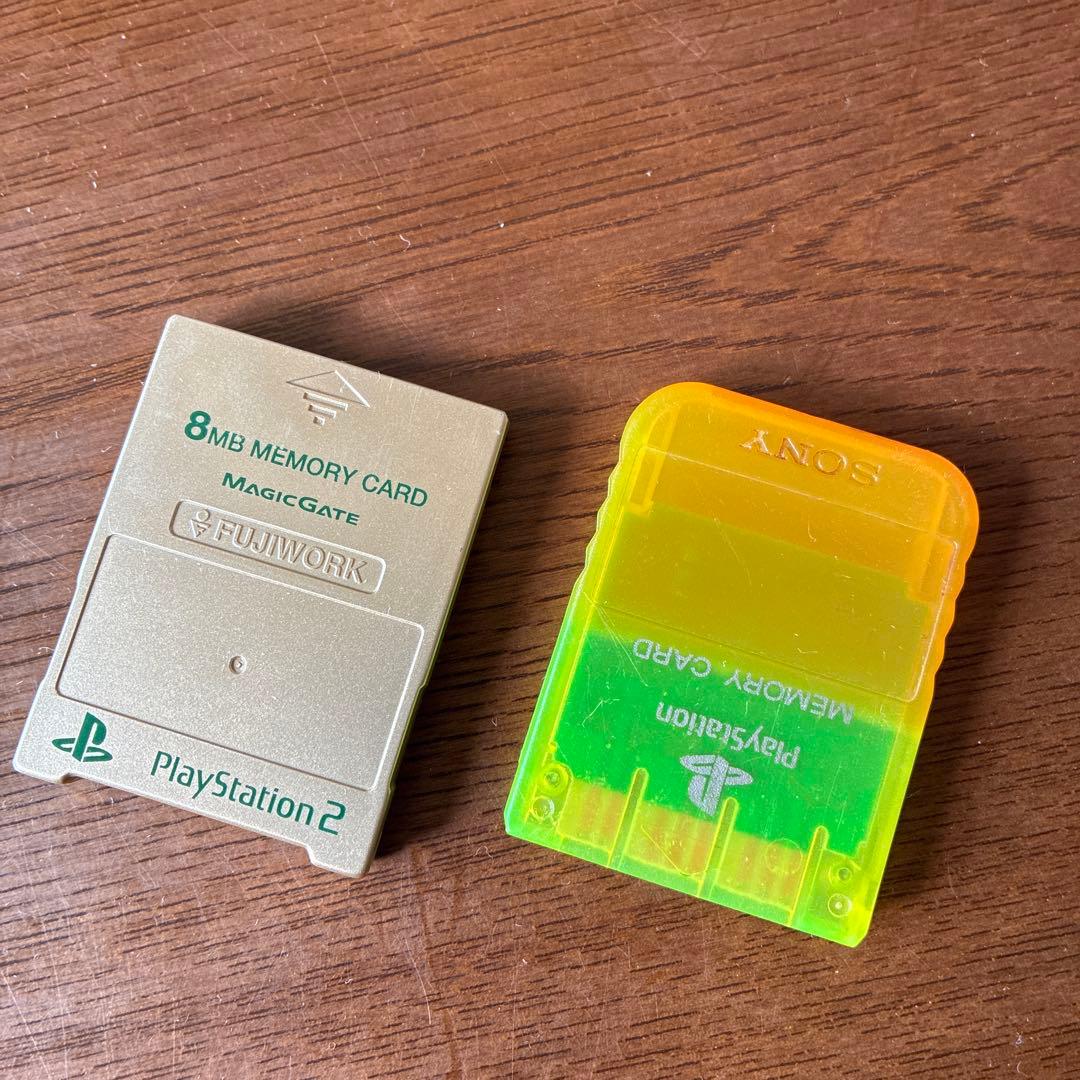 8MB MEMORY CARD
MAGICGATE
FUJIWORK
PlayStation 2
SONY
MEMORY CARD
PlayStation